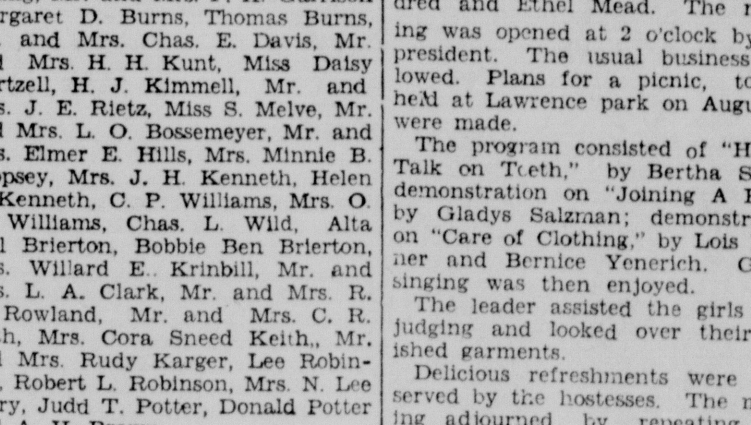 D. Burns, Thomas Burns,
and Mrs. Chas. E. Davis, Mr.
Mrs. H. H. Kunt, Miss Daisy
rtzell, H. J. Kimmell, Mr. and
s. J. E. Rietz, Miss S. Melve, Mr.
Mrs. L. O. Bossemeyer, Mr. and
s. Elmer E. Hills, Mrs. Minnie B.
psey, Mrs. J. H. Kenneth, Helen
Kenneth, C. P. Williams, Mrs. O.
Williams, Chas. L. Wild, Alta
Brierton, Bobbie Ben Brierton,
s. Willard E. Krinbill, Mr. and
s. L. A. Clark, Mr. and Mrs. R.
Rowland, Mr. and Mrs. C. R.
h, Mrs. Cora Sneed Keith,, Mr.
Mrs. Rudy Karger, Lee Robin-
, Robert L. Robinson, Mrs. N. Lee
ry, Judd T. Potter, Donald Potter
dred and Ethel Mead. The
ing was opened at 2 o'clock by
president. The usual business
lowed. Plans for a picnic, to
held at Lawrence park on Augu
were made.
The program consisted of "H
Talk on Teeth," by Bertha S
demonstration on "Joining A
by Gladys Salzman; demonstr
on "Care of Clothing," by Lois
ner and Bernice Yenerich.
singing was then enjoyed.
The leader assisted the girls
judging and looked over their
ished garments.
Delicious refreshments were
served by the hostesses. The
ing adjourned by repeating